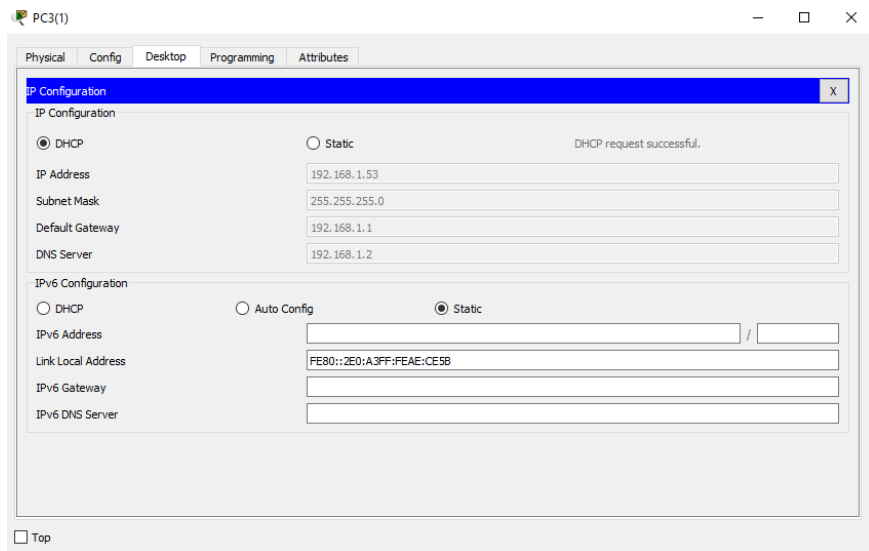 PC3(1)
Physical Config Desktop Programming Attributes
IP Configuration X
IP Configuration
DHCP Static DHCP request successful.
IP Address 192.168.1.53
Subnet Mask 255.255.255.0
Default Gateway 192.168.1.1
DNS Server 192.168.1.2
IPv6 Configuration
DHCP Auto Config Static
IPv6 Address /
Link Local Address FE80::2E0:A3FF:FEAE:CE5B
IPv6 Gateway
IPv6 DNS Server
Top